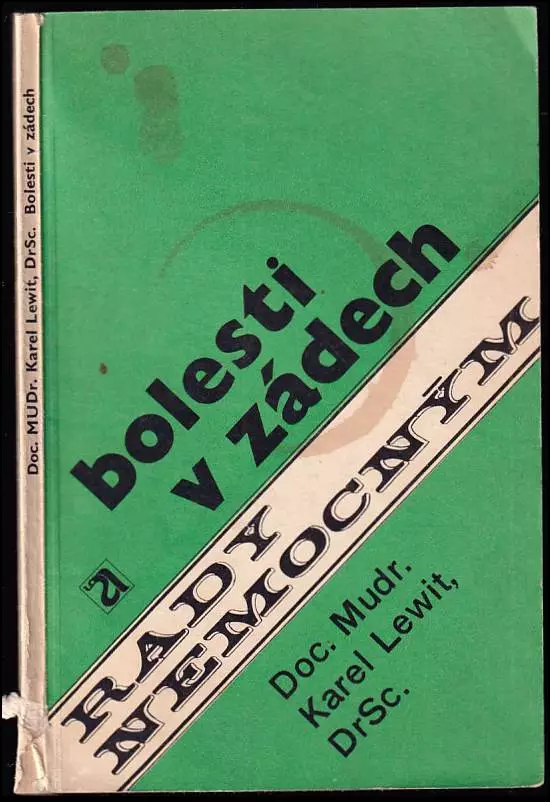 Doc. MUDr. Karel Lewit, DrSc. Bolesti v zádech
bolesti
v zádech
RADY
NEMOCNÝM
Doc. Mudr.
Karel Lewit,
DrSc.